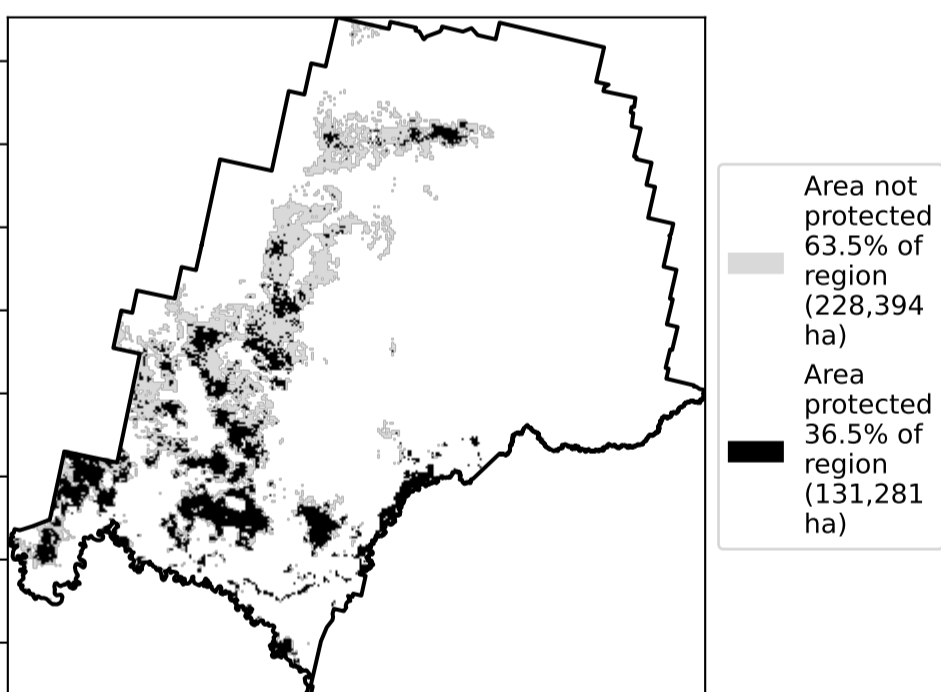 Area not
protected
63.5% of
region
(228,394
ha)
Area
protected
36.5% of
region
(131,281
ha)